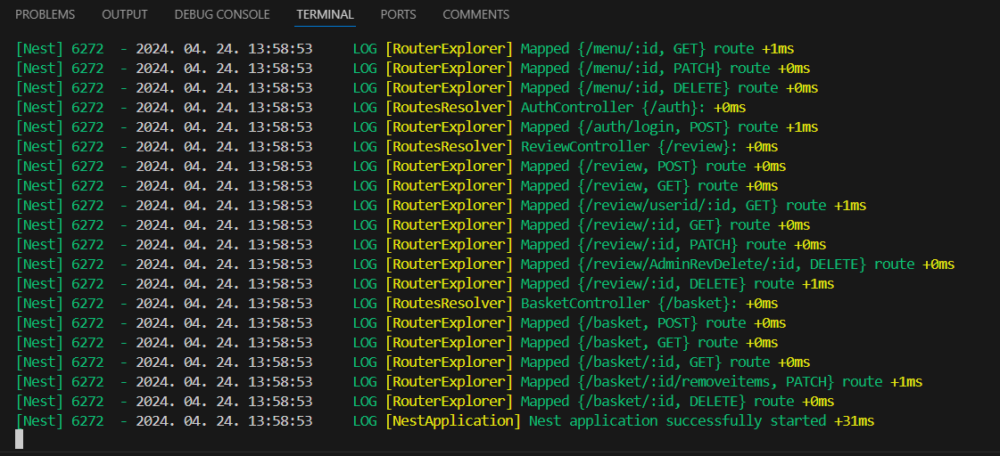 PROBLEMS OUTPUT DEBUG CONSOLE TERMINAL PORTS COMMENTS
[Nest] 6272  - 2024. 04. 24. 13:58:53     LOG [RouterExplorer] Mapped {/menu/:id, GET} route +1ms
[Nest] 6272  - 2024. 04. 24. 13:58:53     LOG [RouterExplorer] Mapped {/menu/:id, PATCH} route +0ms
[Nest] 6272  - 2024. 04. 24. 13:58:53     LOG [RouterExplorer] Mapped {/menu/:id, DELETE} route +0ms
[Nest] 6272  - 2024. 04. 24. 13:58:53     LOG [RoutesResolver] AuthController {/auth}: +0ms
[Nest] 6272  - 2024. 04. 24. 13:58:53     LOG [RouterExplorer] Mapped {/auth/login, POST} route +1ms
[Nest] 6272  - 2024. 04. 24. 13:58:53     LOG [RoutesResolver] ReviewController {/review}: +0ms
[Nest] 6272  - 2024. 04. 24. 13:58:53     LOG [RouterExplorer] Mapped {/review, POST} route +0ms
[Nest] 6272  - 2024. 04. 24. 13:58:53     LOG [RouterExplorer] Mapped {/review, GET} route +0ms
[Nest] 6272  - 2024. 04. 24. 13:58:53     LOG [RouterExplorer] Mapped {/review/userid/:id, GET} route +1ms
[Nest] 6272  - 2024. 04. 24. 13:58:53     LOG [RouterExplorer] Mapped {/review/:id, GET} route +0ms
[Nest] 6272  - 2024. 04. 24. 13:58:53     LOG [RouterExplorer] Mapped {/review/:id, PATCH} route +0ms
[Nest] 6272  - 2024. 04. 24. 13:58:53     LOG [RouterExplorer] Mapped {/review/AdminRevDelete/:id, DELETE} route +0ms
[Nest] 6272  - 2024. 04. 24. 13:58:53     LOG [RouterExplorer] Mapped {/review/:id, DELETE} route +1ms
[Nest] 6272  - 2024. 04. 24. 13:58:53     LOG [RoutesResolver] BasketController {/basket}: +0ms
[Nest] 6272  - 2024. 04. 24. 13:58:53     LOG [RouterExplorer] Mapped {/basket, POST} route +0ms
[Nest] 6272  - 2024. 04. 24. 13:58:53     LOG [RouterExplorer] Mapped {/basket, GET} route +0ms
[Nest] 6272  - 2024. 04. 24. 13:58:53     LOG [RouterExplorer] Mapped {/basket/:id, GET} route +0ms
[Nest] 6272  - 2024. 04. 24. 13:58:53     LOG [RouterExplorer] Mapped {/basket/:id/removeitems, PATCH} route +1ms
[Nest] 6272  - 2024. 04. 24. 13:58:53     LOG [RouterExplorer] Mapped {/basket/:id, DELETE} route +0ms
[Nest] 6272  - 2024. 04. 24. 13:58:53     LOG [NestApplication] Nest application successfully started +31ms